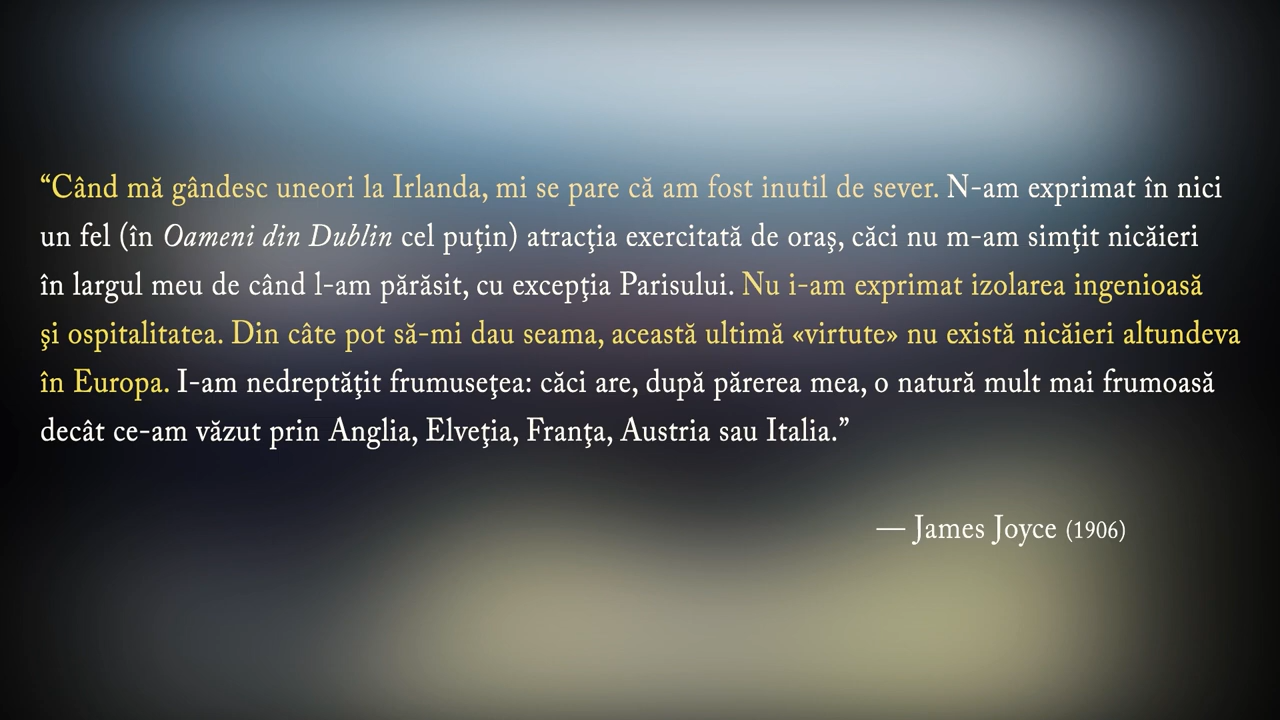 “Când mă gândesc uneori la Irlanda, mi se pare că am fost inutil de sever. N-am exprimat în nici
un fel (în Oameni din Dublin cel puţin) atracţia exercitată de oraş, căci nu m-am simţit nicăieri
în largul meu de când l-am părăsit, cu excepţia Parisului. Nu i-am exprimat izolarea ingenioasă
şi ospitalitatea. Din câte pot să-mi dau seama, această ultimă «virtute» nu există nicăieri altundeva
în Europa. I-am nedreptăţit frumuseţea: căci are, după părerea mea, o natură mult mai frumoasă
decât ce-am văzut prin Anglia, Elveţia, Franţa, Austria sau Italia.”
— James Joyce (1906)